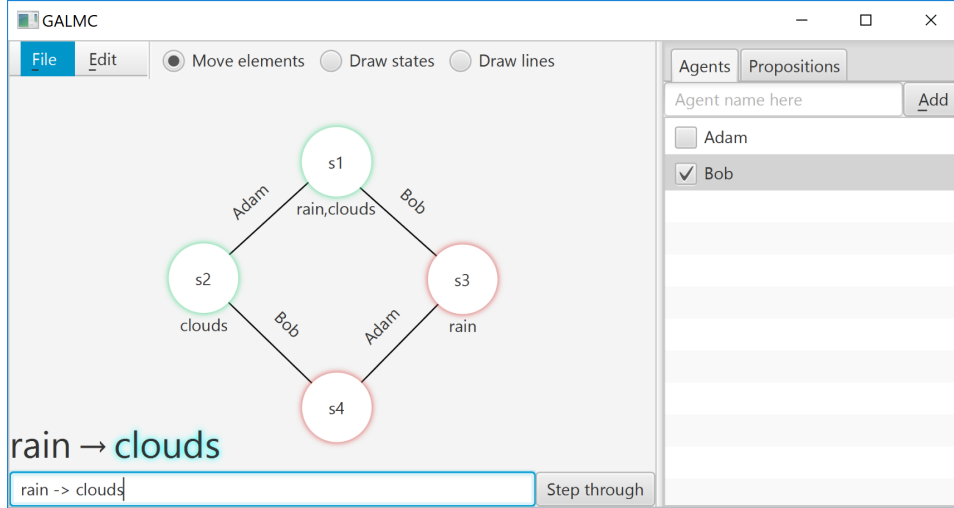 GALMC
File Edit Move elements Draw states Draw lines
Agents Propositions
Agent name here Add
Adam
Bob
s1
rain,clouds
Adam
Bob
s2
clouds
s3
rain
Bob
Adam
s4
rain → clouds
rain -> clouds
Step through